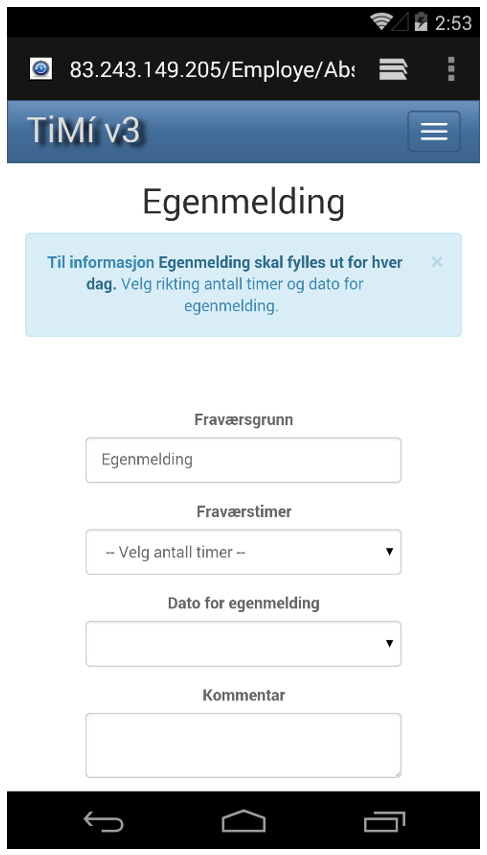 2:53
83.243.149.205/Employe/Abs
TiMí v3
Egenmelding
Til informasjon Egenmelding skal fylles ut for hver
dag. Velg rikting antall timer og dato for
egenmelding.
×
Fraværsgrunn
Egenmelding
Fraværstimer
-- Velg antall timer --
Dato for egenmelding
Kommentar